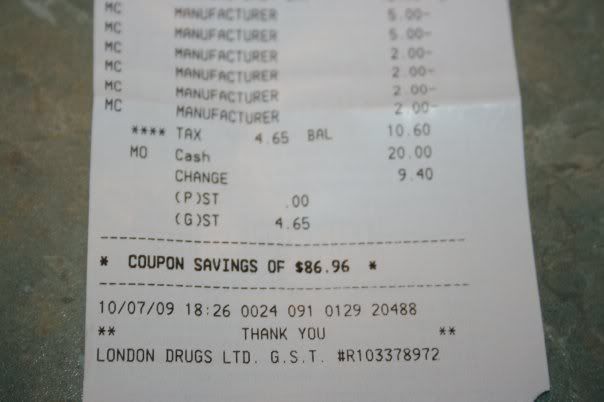 MC MANUFACTURER 5.00-
MC MANUFACTURER 5.00-
MC MANUFACTURER 2.00-
MC MANUFACTURER 2.00-
MC MANUFACTURER 2.00-
MC MANUFACTURER 2.00-
**** TAX 4.65 BAL 10.60
MO Cash 20.00
CHANGE 9.40
(P)ST .00
(G)ST 4.65
* COUPON SAVINGS OF $86.96 *
10/07/09 18:26 0024 091 0129 20488
** THANK YOU **
LONDON DRUGS LTD. G.S.T. #R103378972